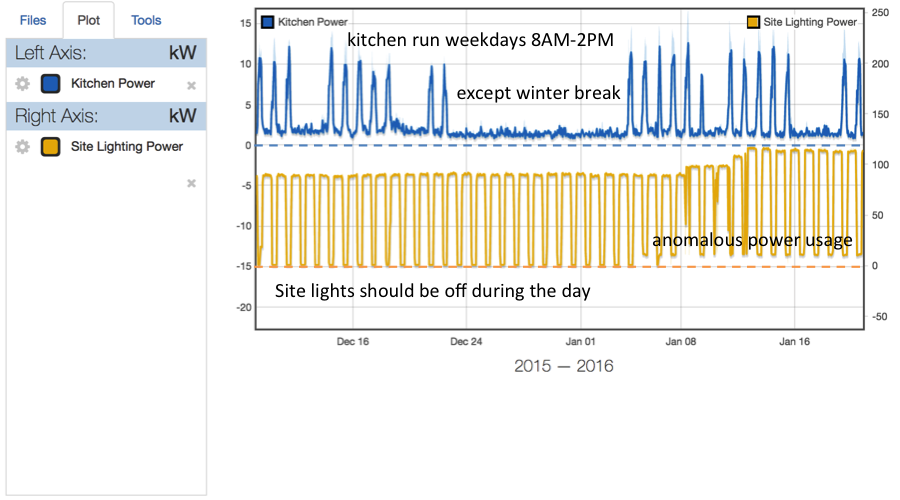 Files Plot Tools
Left Axis: kW
Kitchen Power ×
Right Axis: kW
Site Lighting Power
×
Kitchen Power Site Lighting Power
kitchen run weekdays 8AM-2PM
except winter break
anomalous power usage
Site lights should be off during the day
15
10
5
0
-5
-10
-15
-20
250
200
150
100
50
0
-50
Dec 16 Dec 24 Jan 01 Jan 08 Jan 16
2015 — 2016